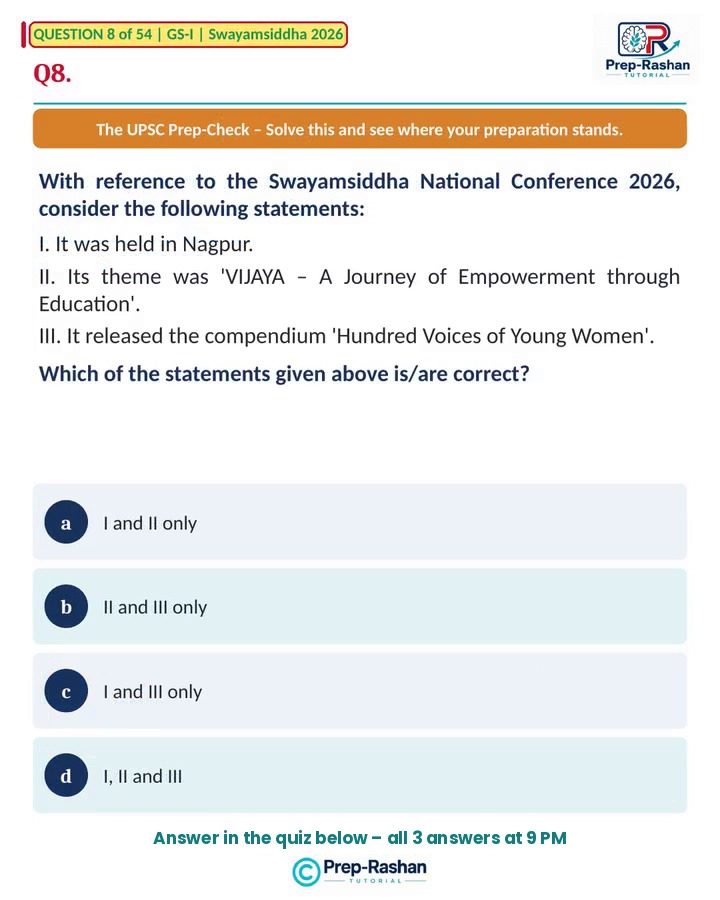 QUESTION 8 of 54 | GS-I | Swayamsiddha 2026
Prep-Rashan
TUTORIAL
Q8.
The UPSC Prep-Check – Solve this and see where your preparation stands.
With reference to the Swayamsiddha National Conference 2026,
consider the following statements:
I. It was held in Nagpur.
II. Its theme was 'VIJAYA – A Journey of Empowerment through
Education'.
III. It released the compendium 'Hundred Voices of Young Women'.
Which of the statements given above is/are correct?
a I and II only
b II and III only
c I and III only
d I, II and III
Answer in the quiz below – all 3 answers at 9 PM
© Prep-Rashan
TUTORIAL